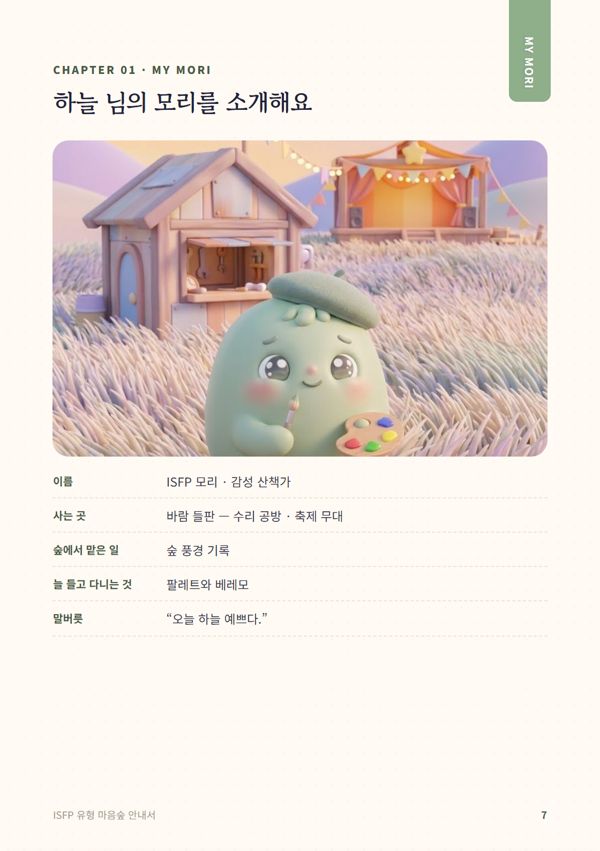 MY MORI
CHAPTER 01 · MY MORI
하늘 님의 모리를 소개해요
이름 ISFP 모리 · 감성 산책가
사는 곳 바람 들판 — 수리 공방 · 축제 무대
숲에서 맡은 일 숲 풍경 기록
늘 들고 다니는 것 팔레트와 베레모
말버릇 “오늘 하늘 예쁘다.”
ISFP 유형 마음숲 안내서 7